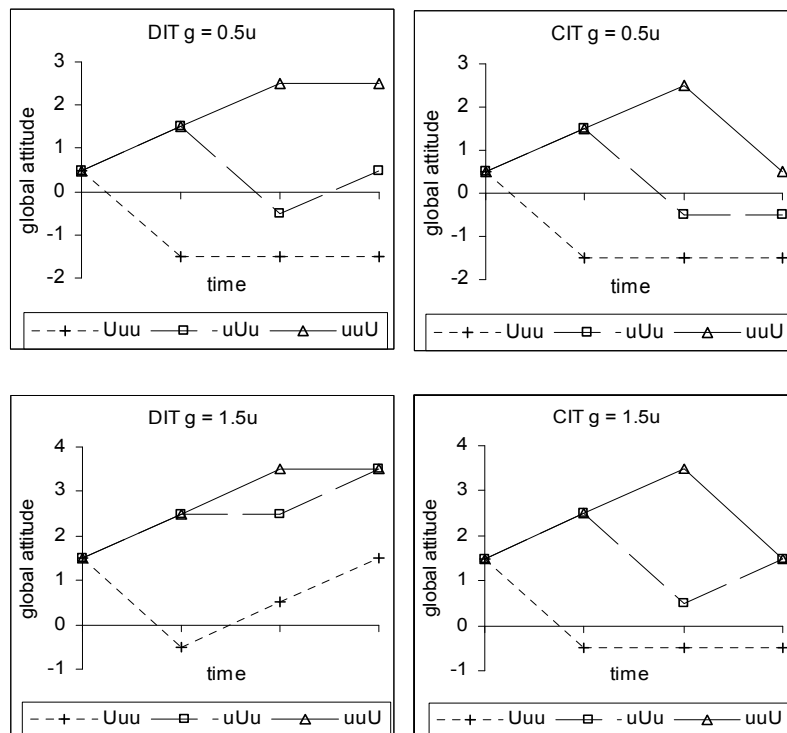 DIT g = 0.5u
3
2
1
0
-1
-2
global attitude
time
Uuu uUu uuU
CIT g = 0.5u
3
2
1
0
-1
-2
global attitude
time
Uuu uUu uuU
DIT g = 1.5u
4
3
2
1
0
-1
global attitude
time
Uuu uUu uuU
CIT g = 1.5u
4
3
2
1
0
-1
global attitude
time
Uuu uUu uuU